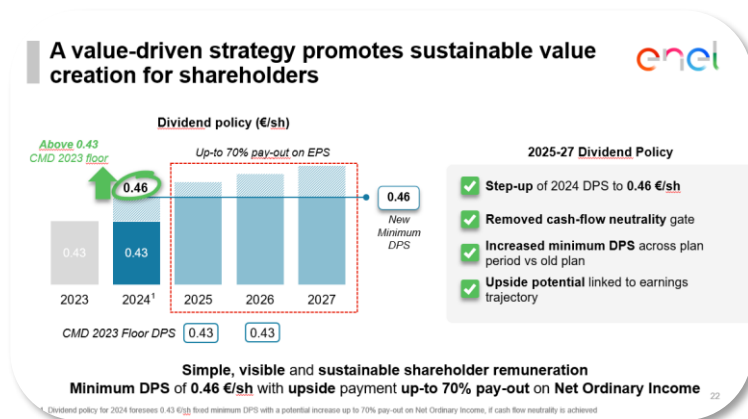 A value-driven strategy promotes sustainable value
creation for shareholders
enel
Dividend policy (€/sh)
Above 0.43
CMD 2023 floor
Up-to 70% pay-out on EPS
0.46
0.43
0.43
0.46
New
Minimum
DPS
2023
2024¹
2025
2026
2027
CMD 2023 Floor DPS
0.43
0.43
2025-27 Dividend Policy
Step-up of 2024 DPS to 0.46 €/sh
Removed cash-flow neutrality gate
Increased minimum DPS across plan
period vs old plan
Upside potential linked to earnings
trajectory
Simple, visible and sustainable shareholder remuneration
Minimum DPS of 0.46 €/sh with upside payment up-to 70% pay-out on Net Ordinary Income
22
Dividend policy for 2024 foresees 0.43 €/sh fixed minimum DPS with a potential increase up to 70% pay-out on Net Ordinary Income, if cash flow neutrality is achieved